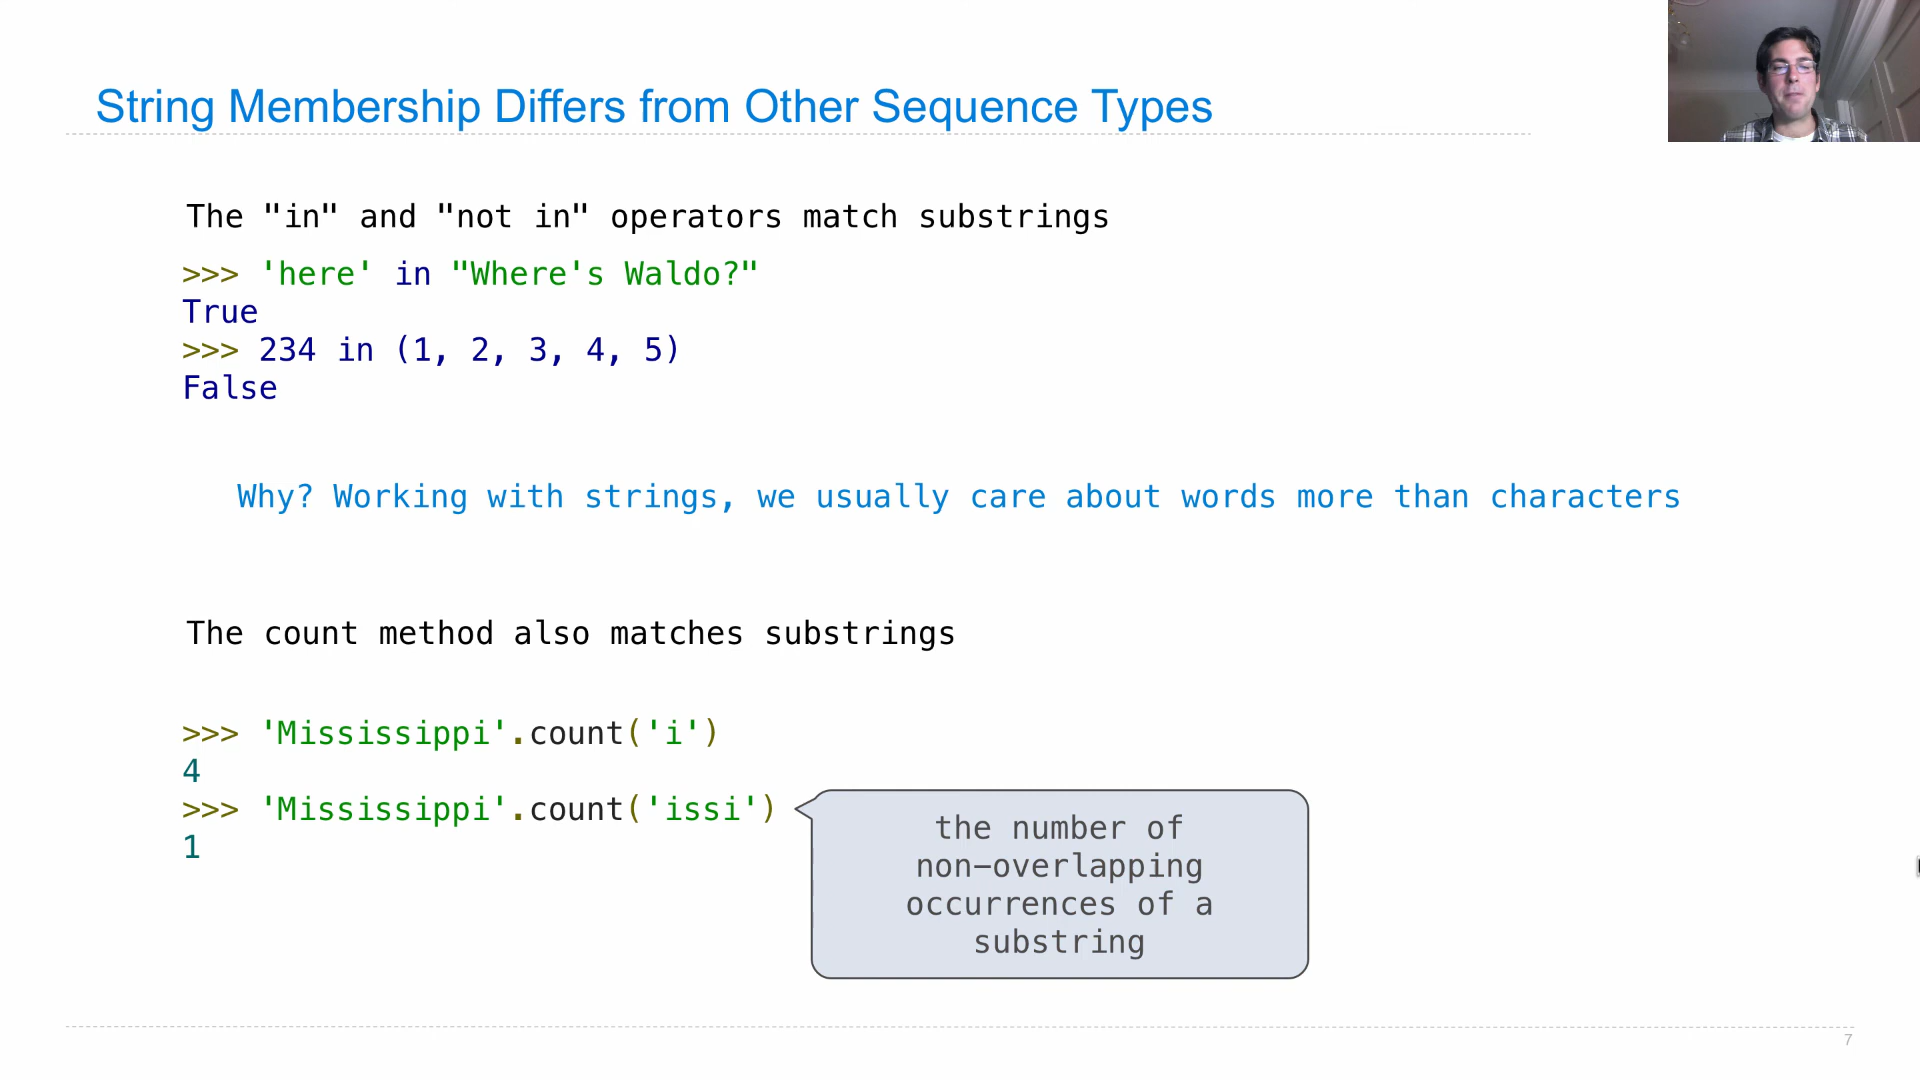 String Membership Differs from Other Sequence Types
The "in" and "not in" operators match substrings
>>> 'here' in "Where's Waldo?"
True
>>> 234 in (1, 2, 3, 4, 5)
False
Why? Working with strings, we usually care about words more than characters
The count method also matches substrings
>>> 'Mississippi'.count('i')
4
>>> 'Mississippi'.count('issi')
1
the number of
non-overlapping
occurrences of a
substring
7